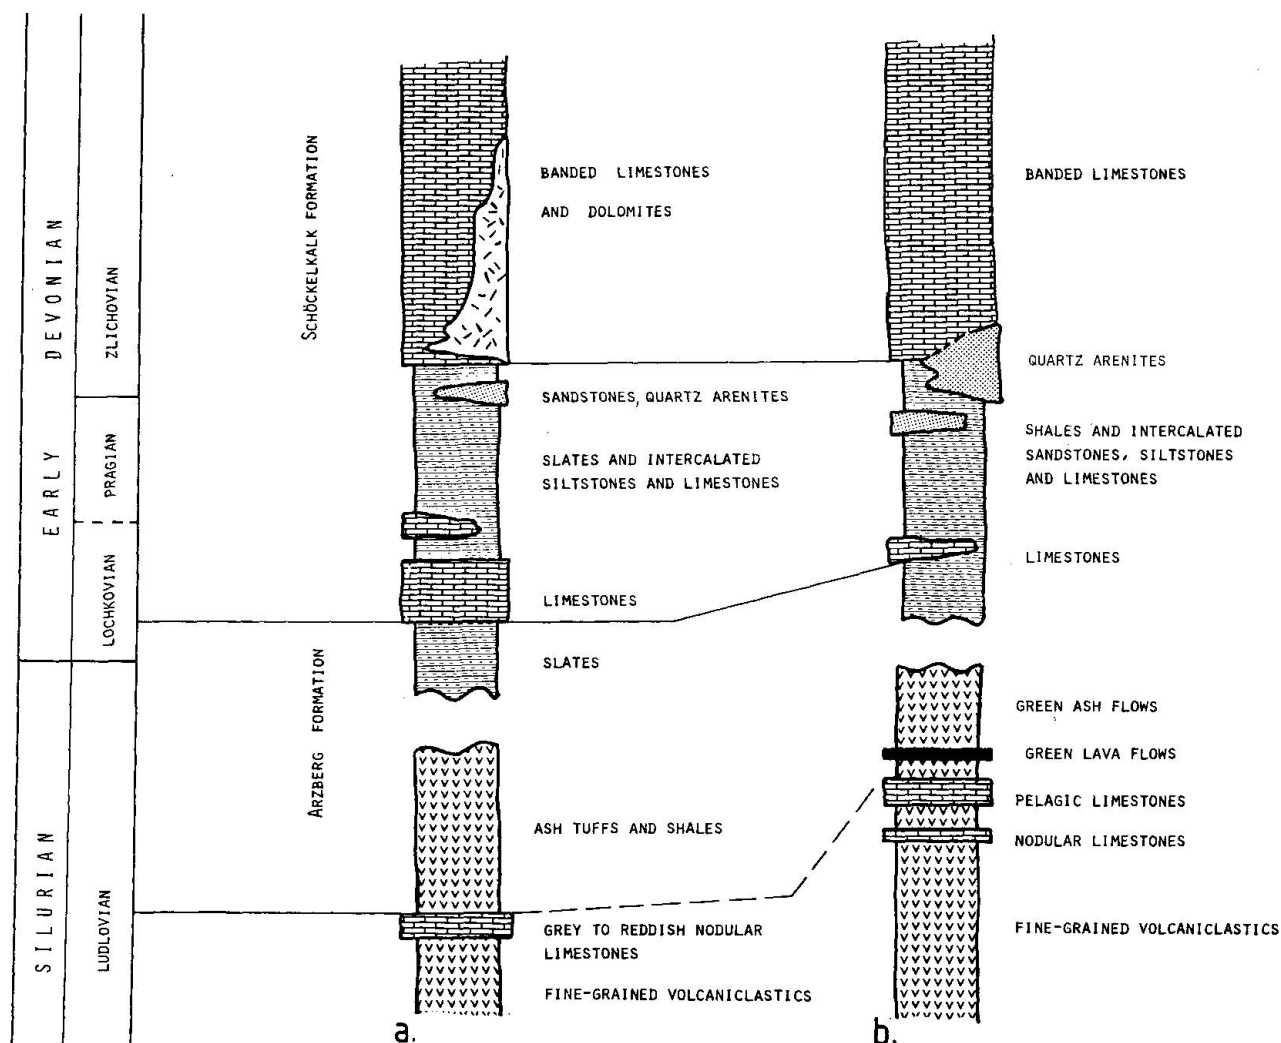 EARLY DEVONIAN
SILURIAN
ZLICHOVIAN
PRAGIAN
LOCHKOVIAN
LUDLOVIAN
SCHÖCKELKALK FORMATION
ARZBERG FORMATION
BANDED LIMESTONES
AND DOLOMITES
SANDSTONES, QUARTZ ARENITES
SLATES AND INTERCALATED
SILTSTONES AND LIMESTONES
LIMESTONES
SLATES
ASH TUFFS AND SHALES
GREY TO REDDISH NODULAR
LIMESTONES
FINE-GRAINED VOLCANICLASTICS
a.
BANDED LIMESTONES
QUARTZ ARENITES
SHALES AND INTERCALATED
SANDSTONES, SILTSTONES
AND LIMESTONES
LIMESTONES
GREEN ASH FLOWS
GREEN LAVA FLOWS
PELAGIC LIMESTONES
NODULAR LIMESTONES
FINE-GRAINED VOLCANICLASTICS
b.